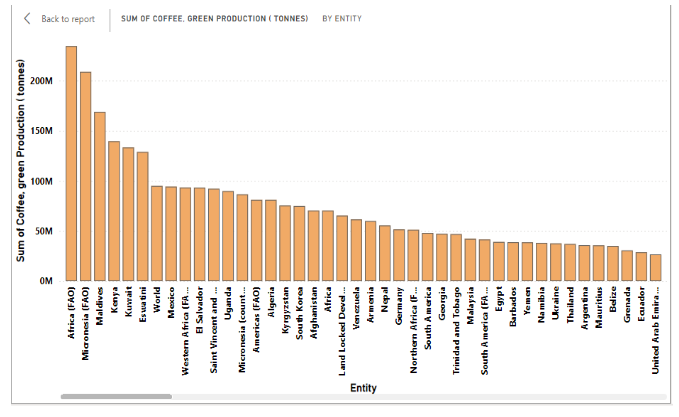 Back to report
SUM OF COFFEE, GREEN PRODUCTION ( TONNES)
BY ENTITY
Sum of Coffee, green Production ( tonnes)
200M
150M
100M
50M
0M
Africa (FAO)
Micronesia (FAO)
Maldives
Kenya
Kuwait
Eswatini
World
Mexico
Western Africa (FA...
El Salvador
Saint Vincent and ...
Uganda
Micronesia (count...
Americas (FAO)
Algeria
Kyrgyzstan
South Korea
Afghanistan
Africa
Land Locked Devel...
Venezuela
Armenia
Nepal
Germany
Northern Africa (F...
South America
Georgia
Trinidad and Tobago
Malaysia
South America (FA...
Egypt
Barbados
Yemen
Namibia
Ukraine
Thailand
Argentina
Mauritius
Belize
Grenada
Ecuador
United Arab Emira...
Entity